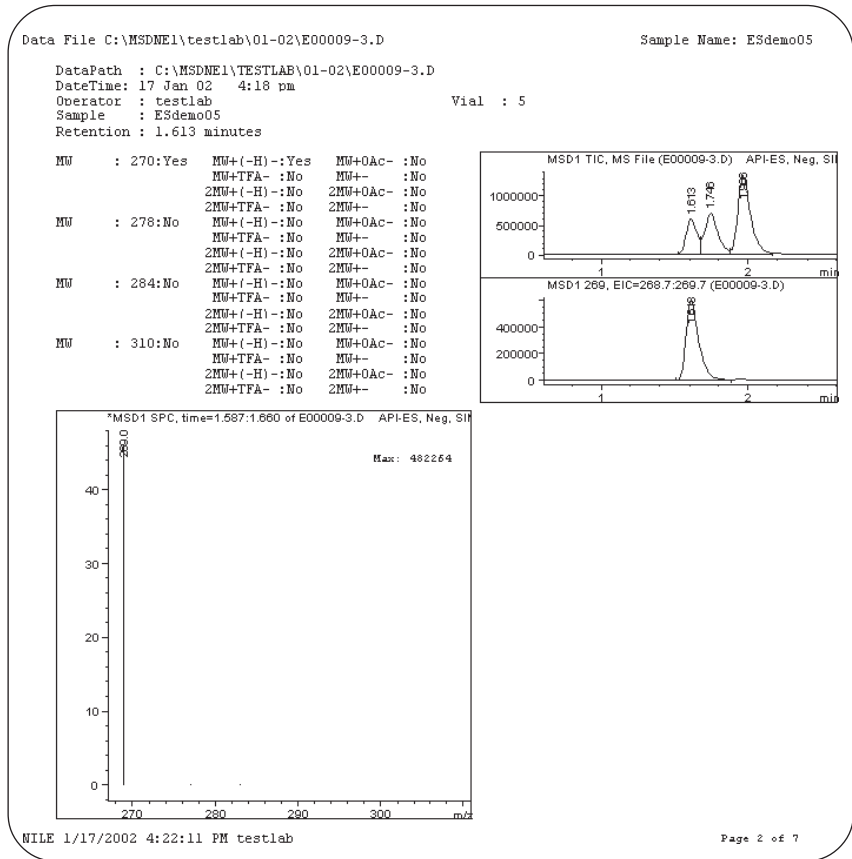 Data File C:\MSDNE1\testlab\01-02\E00009-3.D Sample Name: ESdemo05
DataPath : C:\MSDNE1\TESTLAB\01-02\E00009-3.D
DateTime: 17 Jan 02 4:18 pm
Operator : testlab Vial : 5
Sample : ESdemo05
Retention : 1.613 minutes
MW : 270:Yes MW+(-H)-:Yes MW+OAc- :No
MW+TFA- :No MW+- :No
2MW+(-H)-:No 2MW+OAc- :No
2MW+TFA- :No 2MW+- :No
MW : 278:No MW+(-H)-:No MW+OAc- :No
MW+TFA- :No MW+- :No
2MW+(-H)-:No 2MW+OAc- :No
2MW+TFA- :No 2MW+- :No
MW : 284:No MW+(-H)-:No MW+OAc- :No
MW+TFA- :No MW+- :No
2MW+(-H)-:No 2MW+OAc- :No
2MW+TFA- :No 2MW+- :No
MW : 310:No MW+(-H)-:No MW+OAc- :No
MW+TFA- :No MW+- :No
2MW+(-H)-:No 2MW+OAc- :No
2MW+TFA- :No 2MW+- :No
MSD1 TIC, MS File (E00009-3.D) API-ES, Neg, SI
1000000
500000
0
1.613
1.746
1 2 min
MSD1 269, EIC=268.7:269.7 (E00009-3.D)
400000
200000
0
1 2 min
*MSD1 SPC, time=1.587:1.660 of E00009-3.D API-ES, Neg, SI
269.0
Max: 482264
40
30
20
10
0
270 280 290 300 m/z
NILE 1/17/2002 4:22:11 PM testlab Page 2 of 7